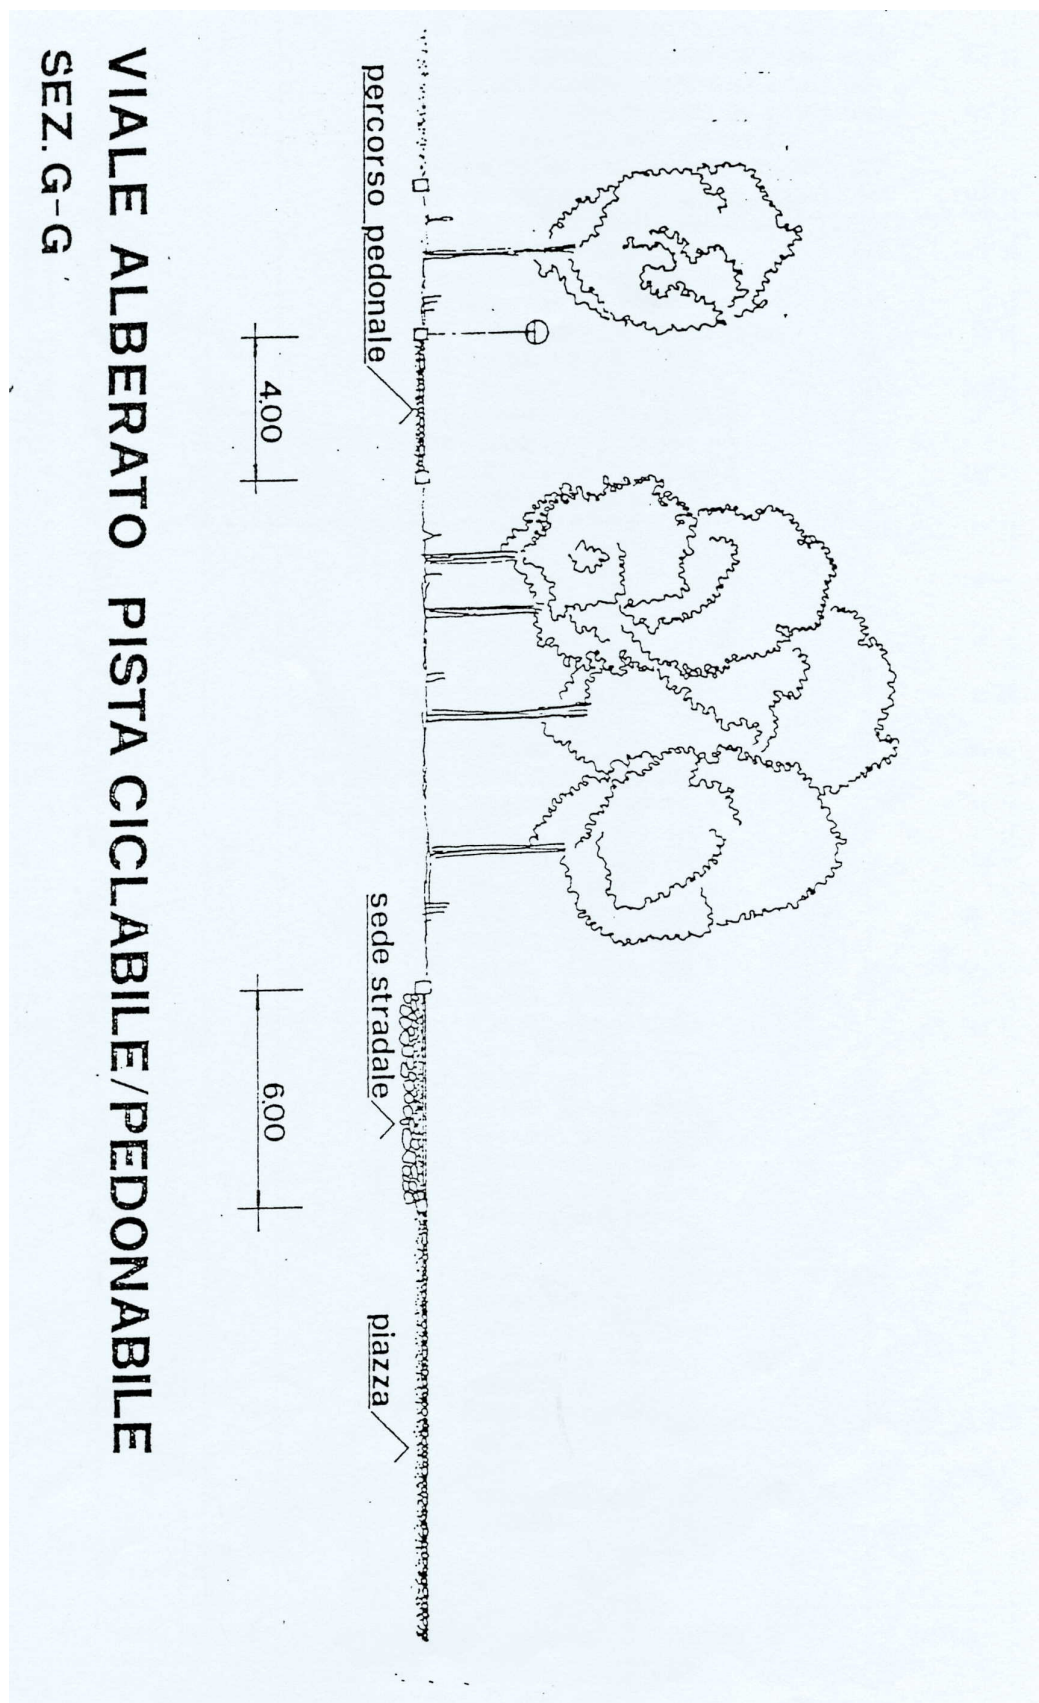 percorso pedonale
sede stradale
piazza
4.00
6.00
VIALE ALBERATO PISTA CICLABILE/PEDONABILE
SEZ. G-G